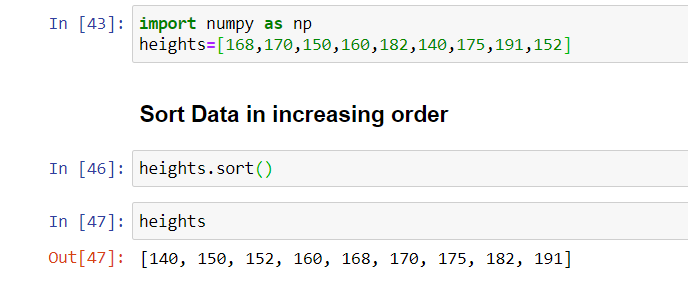 In [43]: import numpy as np
heights=[168,170,150,160,182,140,175,191,152]
Sort Data in increasing order
In [46]: heights.sort()
In [47]: heights
Out[47]: [140, 150, 152, 160, 168, 170, 175, 182, 191]